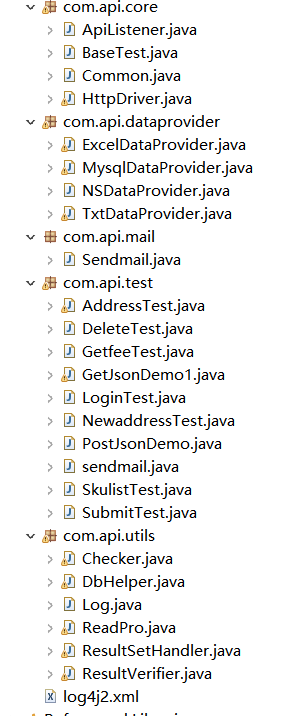 com.api.core
ApiListener.java
BaseTest.java
Common.java
HttpDriver.java
com.api.dataprovider
ExcelDataProvider.java
MysqlDataProvider.java
NSDataProvider.java
TxtDataProvider.java
com.api.mail
Sendmail.java
com.api.test
AddressTest.java
DeleteTest.java
GetfeeTest.java
GetJsonDemo1.java
LoginTest.java
NewaddressTest.java
PostJsonDemo.java
sendmail.java
SkulistTest.java
SubmitTest.java
com.api.utils
Checker.java
DbHelper.java
Log.java
ReadPro.java
ResultSetHandler.java
ResultVerifier.java
log4j2.xml